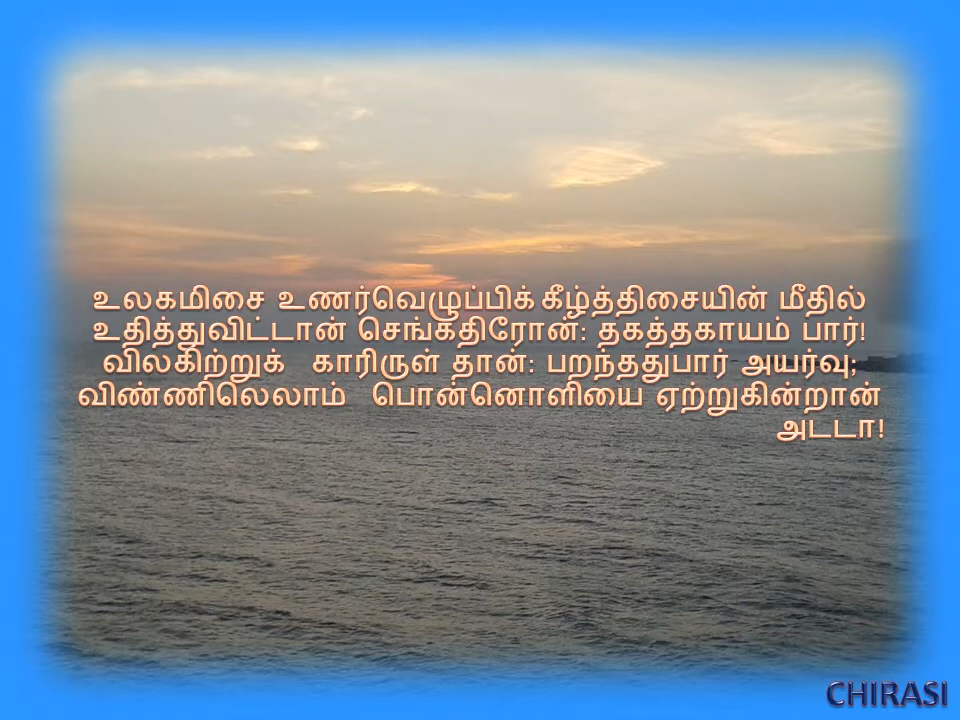 உலகமிசை உணர்வெழுப்பிக் கீழ்த்திசையின் மீதில்
உதித்துவிட்டான் செங்கதிரோன்: தகத்தகாயம் பார்!
விலகிற்றுக் காரிருள் தான்: பறந்ததுபார் அயர்வு;
விண்ணிலெலாம் பொன்னொளியை ஏற்றுகின்றான்
அடடா!
CHIRASI